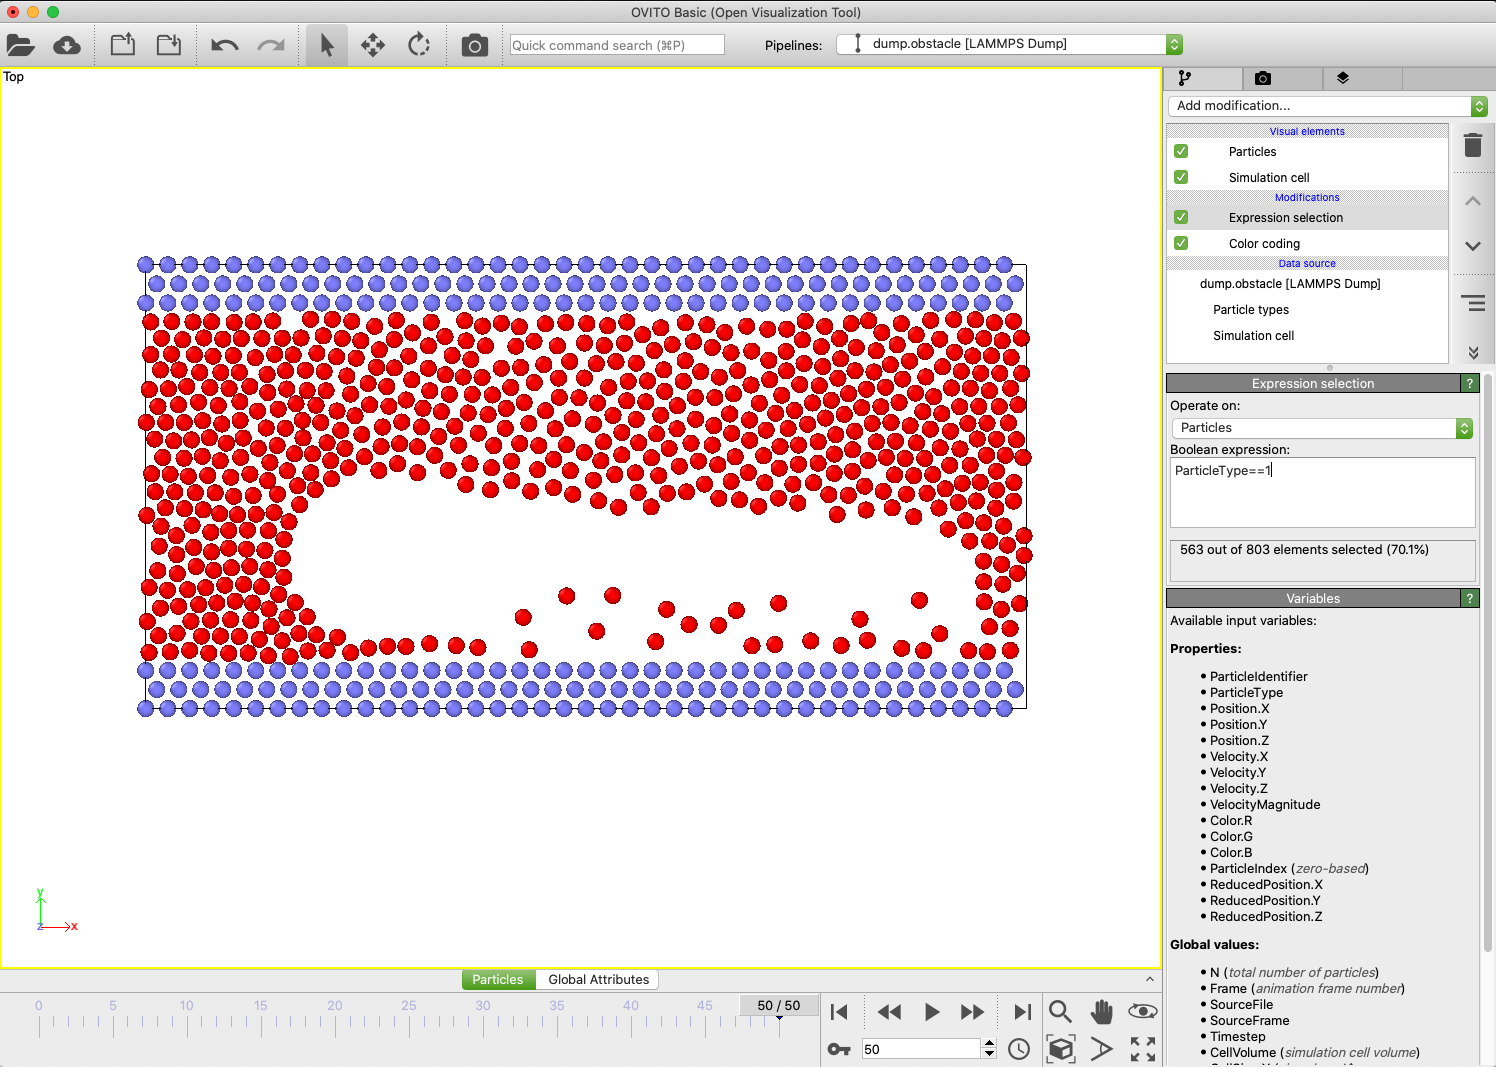 OVITO Basic (Open Visualization Tool)
Quick command search (⌘P)
Pipelines:
dump.obstacle [LAMMPS Dump]
Top
Add modification...
Visual elements
Particles
Simulation cell
Modifications
Expression selection
Color coding
Data source
dump.obstacle [LAMMPS Dump]
Particle types
Simulation cell
Expression selection
?
Operate on:
Particles
Boolean expression:
ParticleType==1
563 out of 803 elements selected (70.1%)
Variables
?
Available input variables:
Properties:
• ParticleIdentifier
• ParticleType
• Position.X
• Position.Y
• Position.Z
• Velocity.X
• Velocity.Y
• Velocity.Z
• VelocityMagnitude
• Color.R
• Color.G
• Color.B
• ParticleIndex (zero-based)
• ReducedPosition.X
• ReducedPosition.Y
• ReducedPosition.Z
Global values:
• N (total number of particles)
• Frame (animation frame number)
• SourceFile
• SourceFrame
• Timestep
• CellVolume (simulation cell volume)
y
z
x
Particles
Global Attributes
0 5 10 15 20 25 30 35 40 45 50 / 50
50